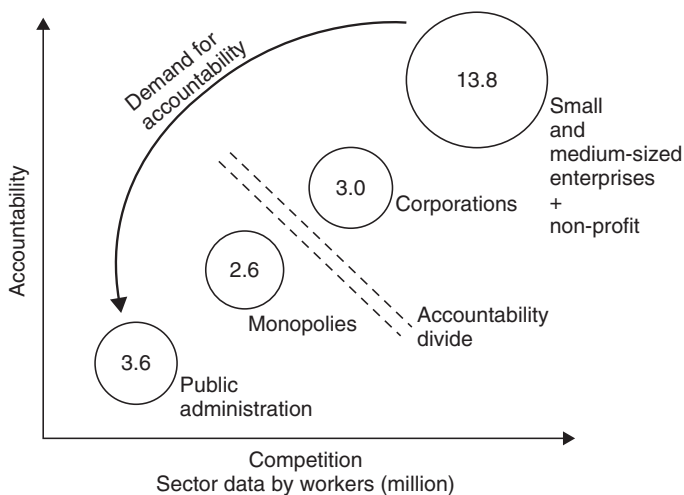 Demand for
accountability
13.8
Small
and
medium-sized
enterprises
+
non-profit
3.0
Corporations
Accountability
2.6
Monopolies
Accountability
divide
3.6
Public
administration
Competition
Sector data by workers (million)